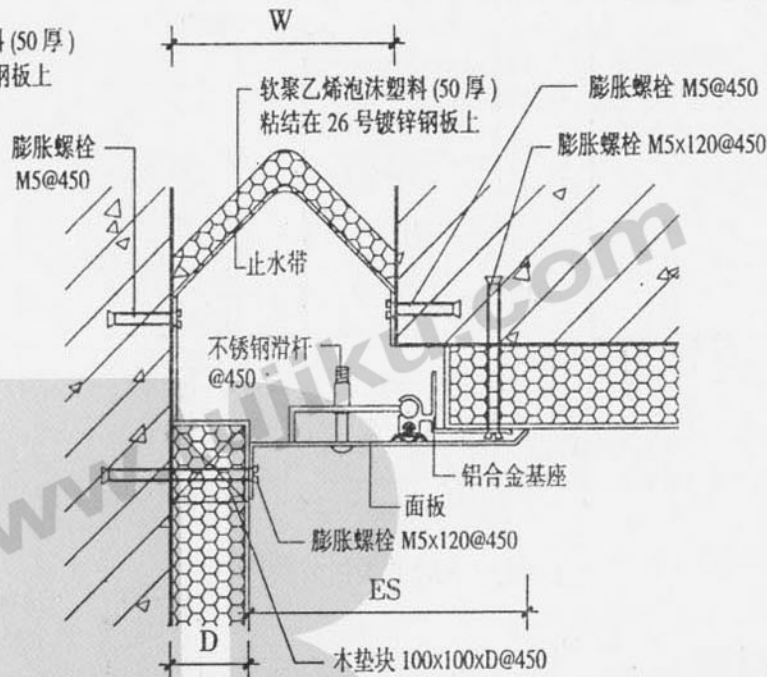 W
料 (50 厚)
钢板上
软聚乙烯泡沫塑料 (50 厚)
粘结在 26 号镀锌钢板上
膨胀螺栓 M5@450
膨胀螺栓 M5x120@450
膨胀螺栓
M5@450
止水带
不锈钢滑杆
@450
铝合金基座
面板
膨胀螺栓 M5x120@450
ES
D
木垫块 100x100xD@450